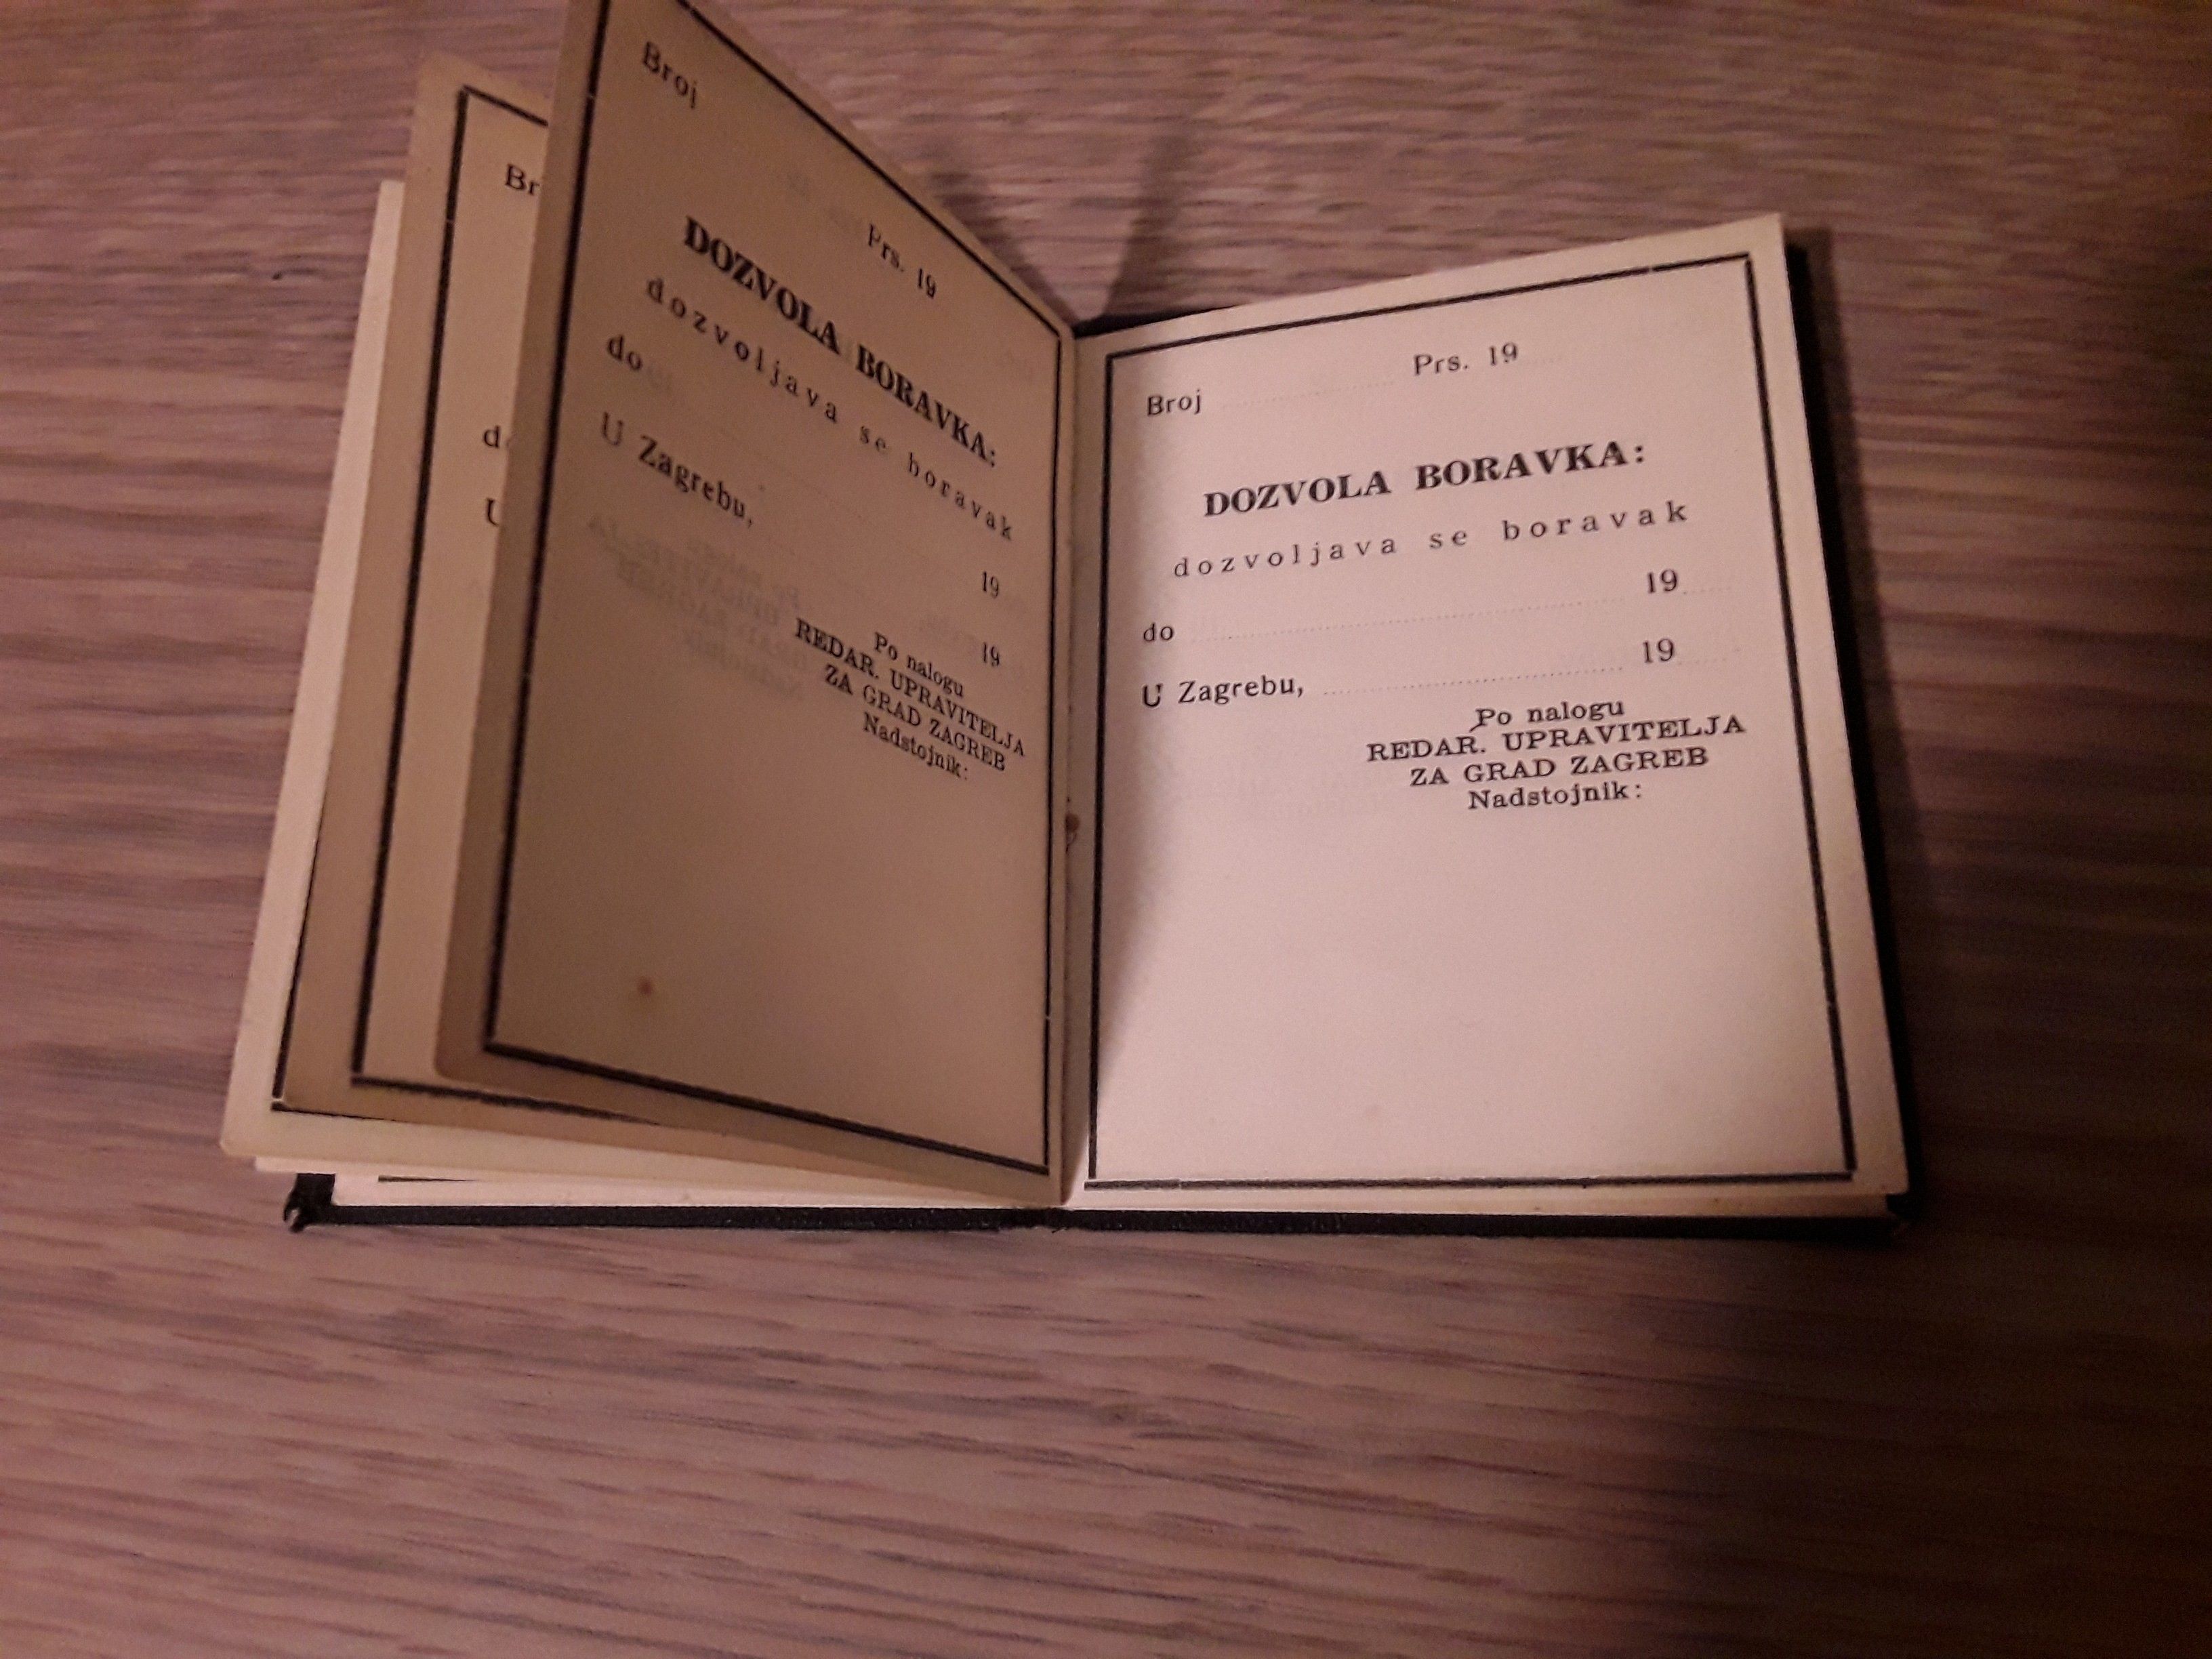 Br
d
U
Broj
Prs. 19
DOZVOLA BORAVKA:
dozvoljava se boravak
do 19
U Zagrebu, 19
Po nalogu
REDAR. UPRAVITELJA
ZA GRAD ZAGREB
Nadstojnik:
Broj Prs. 19
DOZVOLA BORAVKA:
dozvoljava se boravak
do 19
U Zagrebu, 19
Po nalogu
REDAR. UPRAVITELJA
ZA GRAD ZAGREB
Nadstojnik: